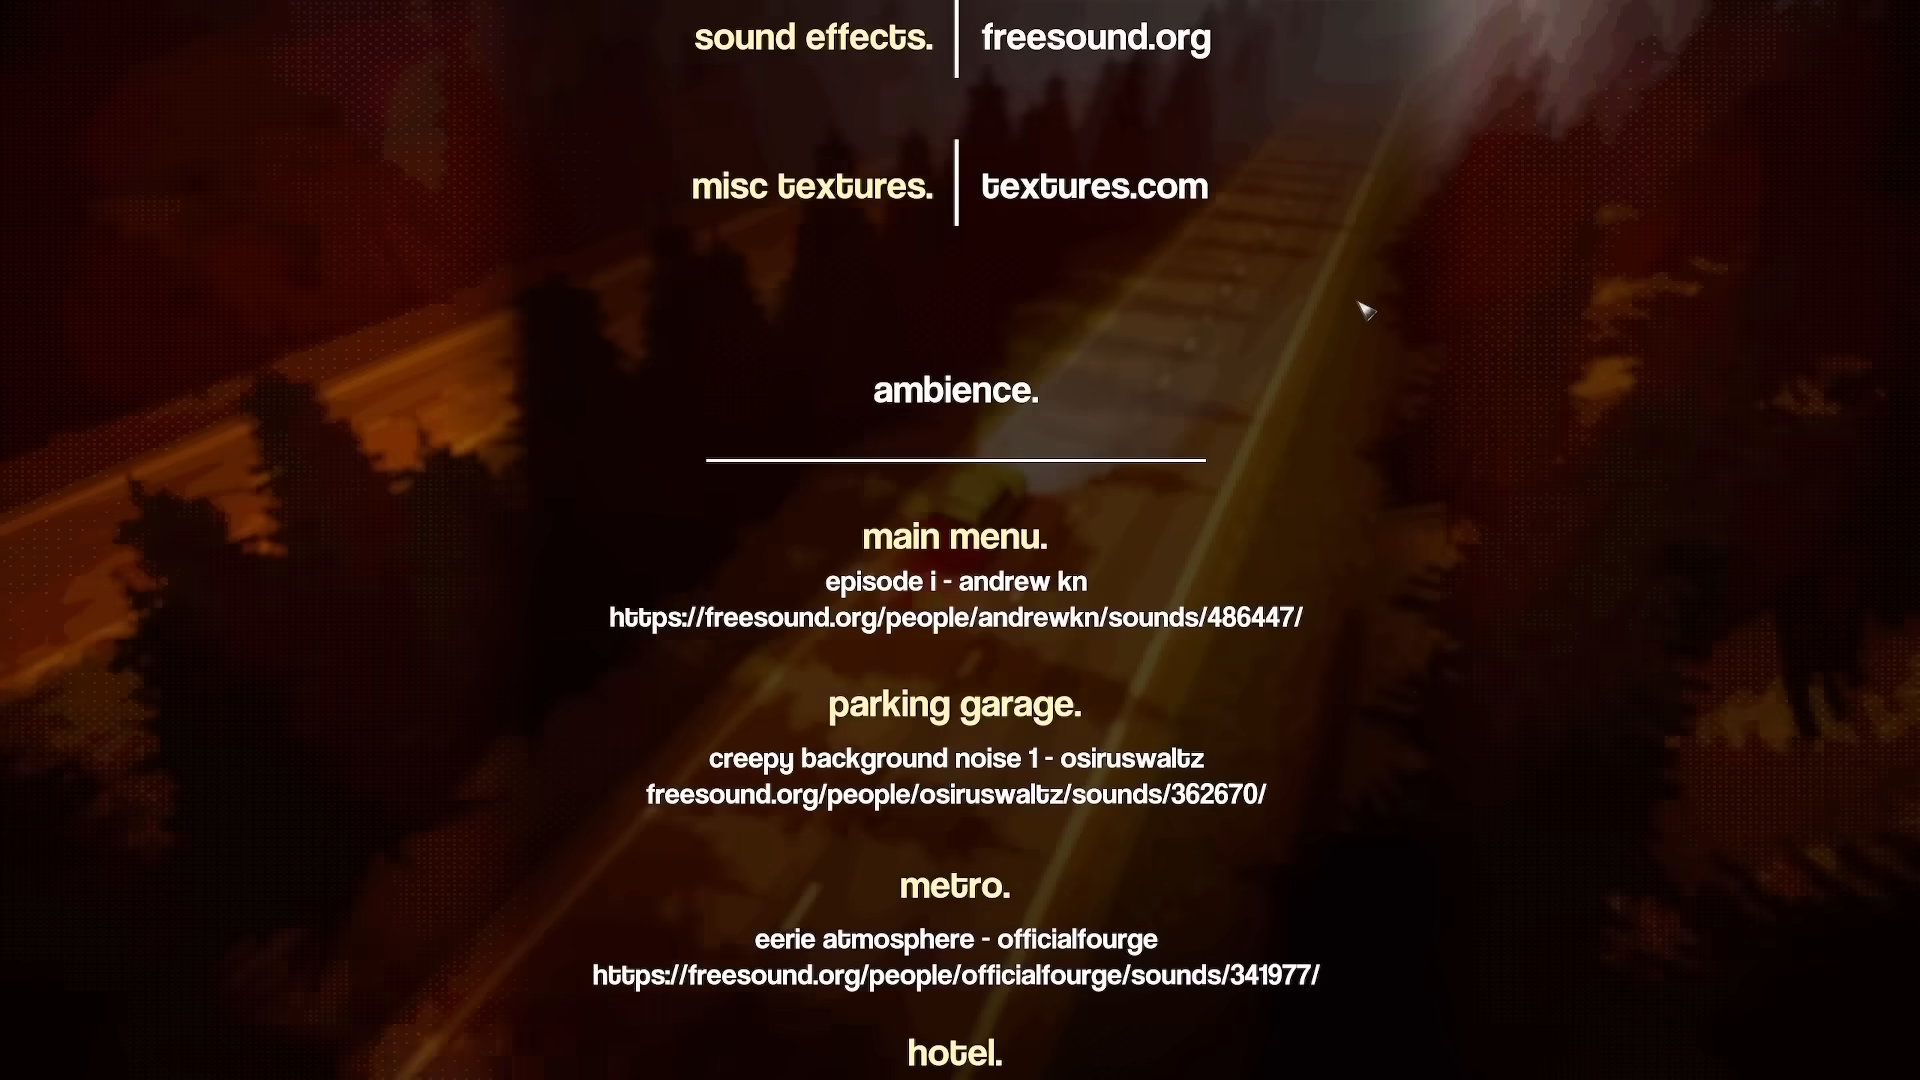 sound effects. freesound.org
misc textures. textures.com
ambience.
main menu.
episode i - andrew kn
https://freesound.org/people/andrewkn/sounds/486447/
parking garage.
creepy background noise 1 - osiruswaltz
freesound.org/people/osiruswaltz/sounds/362670/
metro.
eerie atmosphere - officialfourge
https://freesound.org/people/officialfourge/sounds/341977/
hotel.